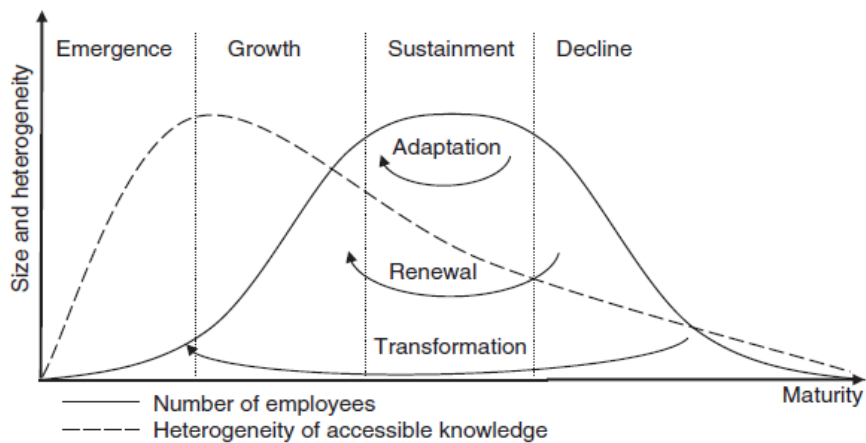 Emergence
Growth
Sustainment
Decline
Size and heterogeneity
Adaptation
Renewal
Transformation
Maturity
Number of employees
Heterogeneity of accessible knowledge